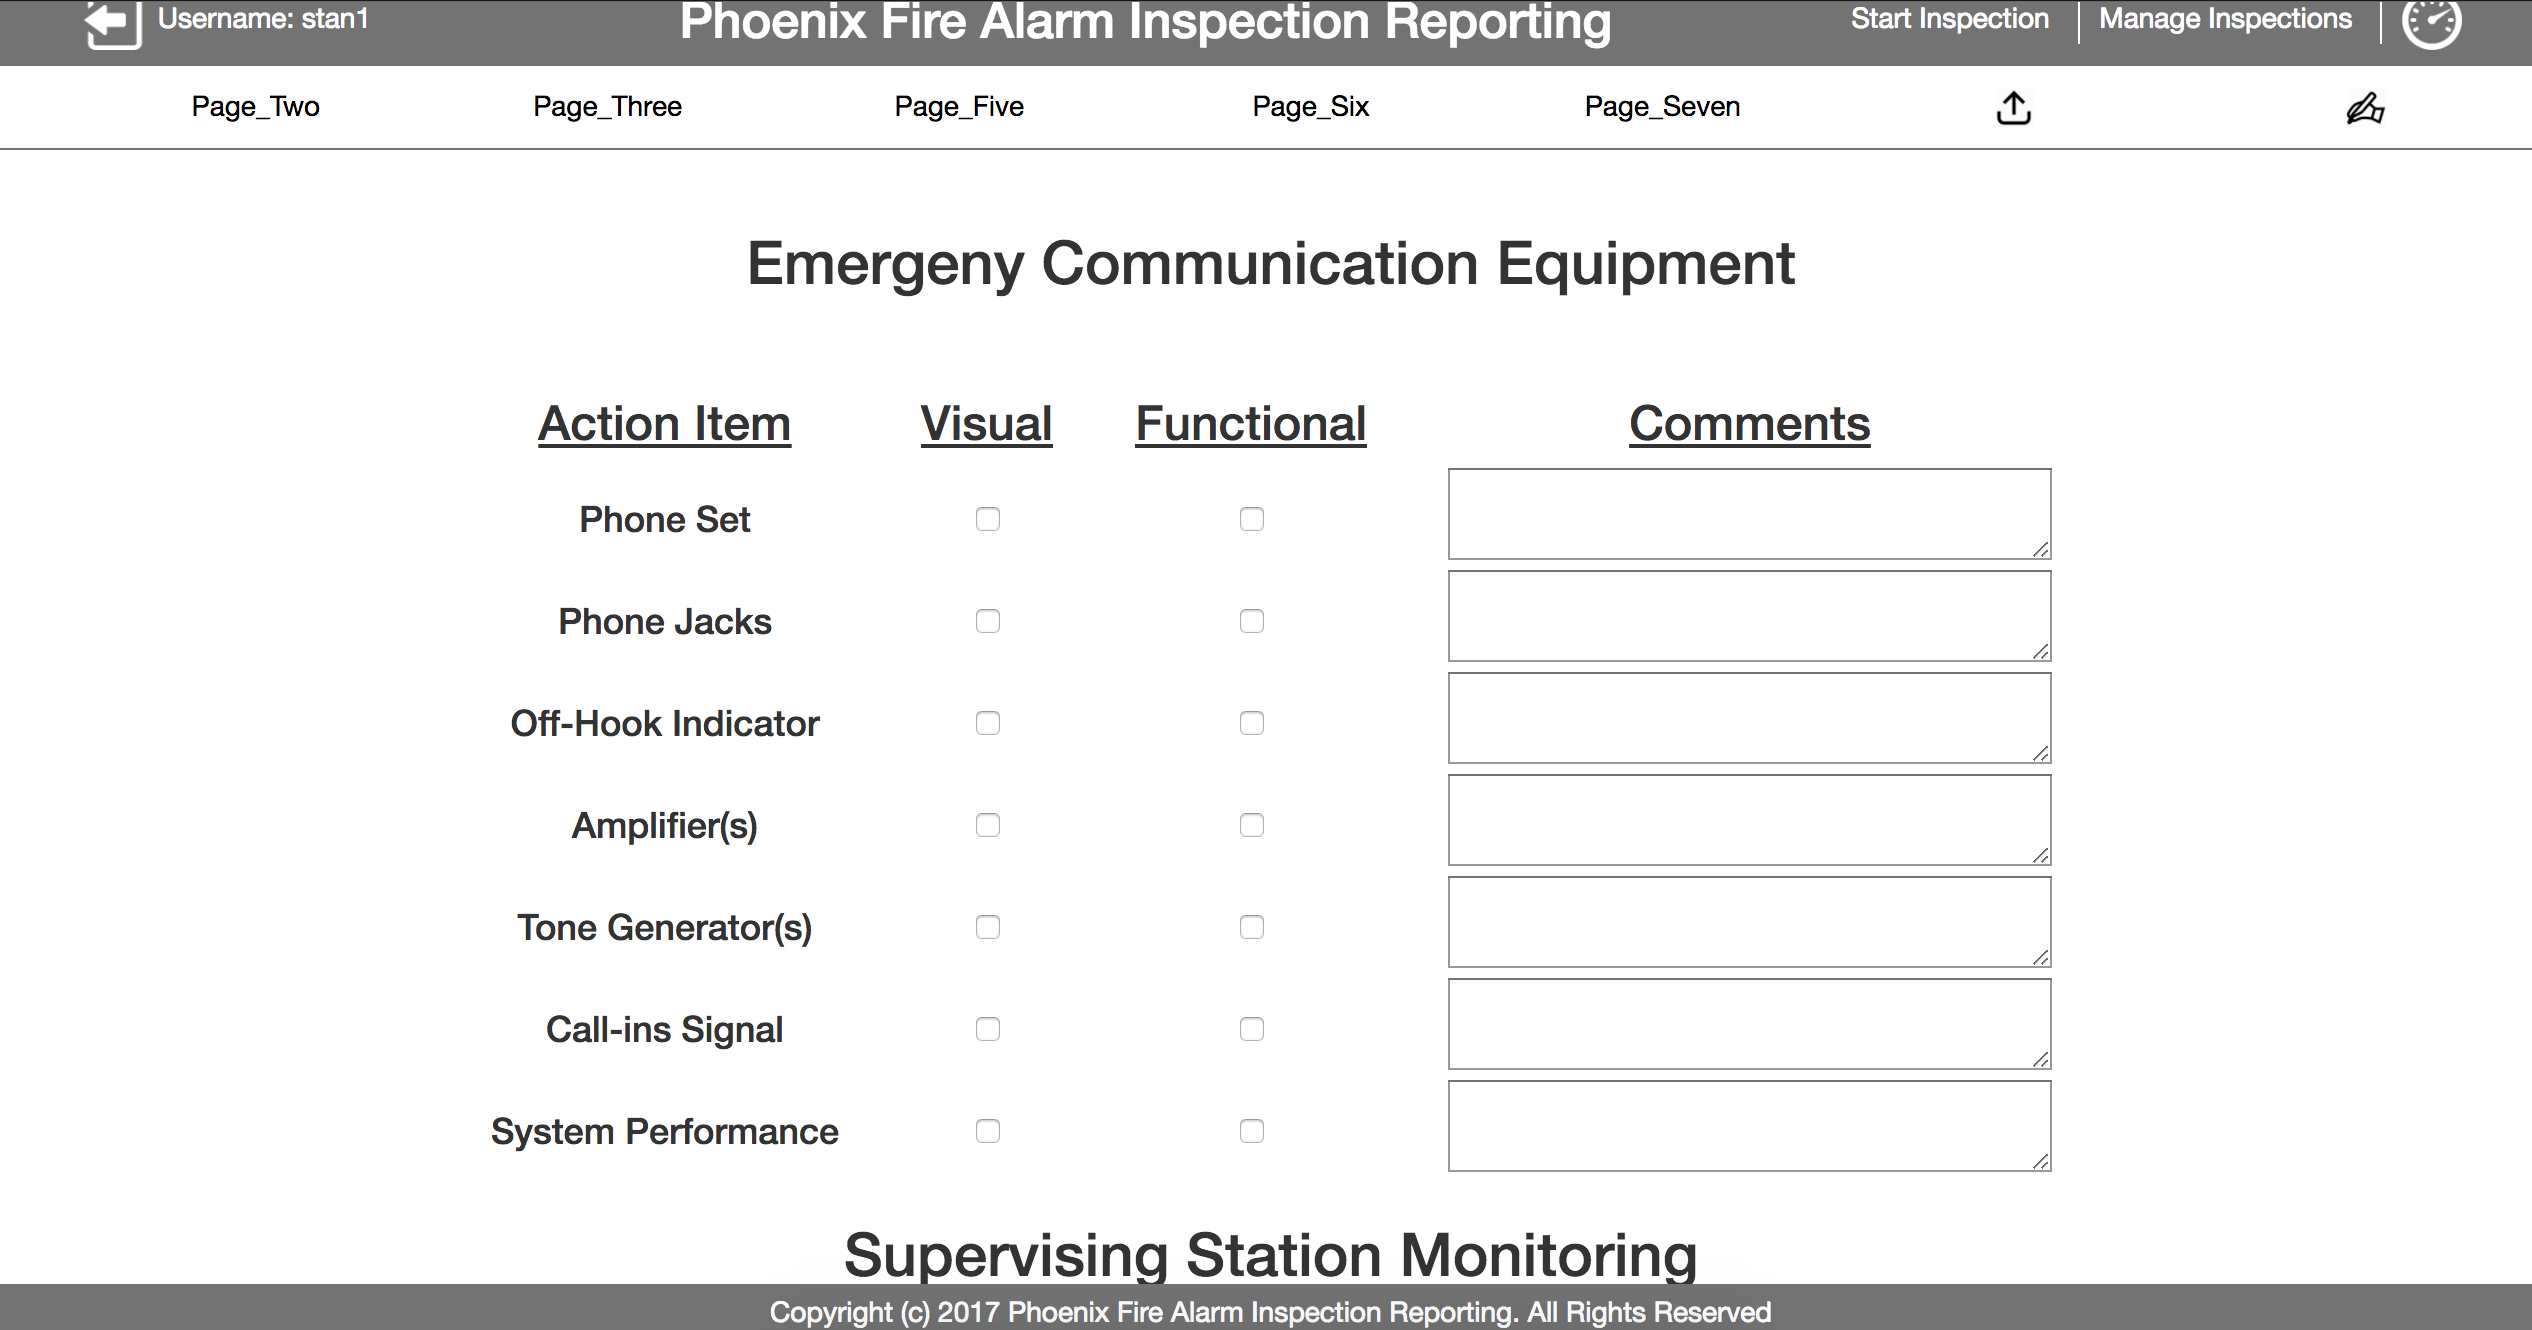 Username: stan1
Phoenix Fire Alarm Inspection Reporting
Start Inspection
Manage Inspections
Page_Two
Page_Three
Page_Five
Page_Six
Page_Seven
Emergeny Communication Equipment
Action Item Visual Functional Comments
Phone Set
Phone Jacks
Off-Hook Indicator
Amplifier(s)
Tone Generator(s)
Call-ins Signal
System Performance
Supervising Station Monitoring
Copyright (c) 2017 Phoenix Fire Alarm Inspection Reporting. All Rights Reserved